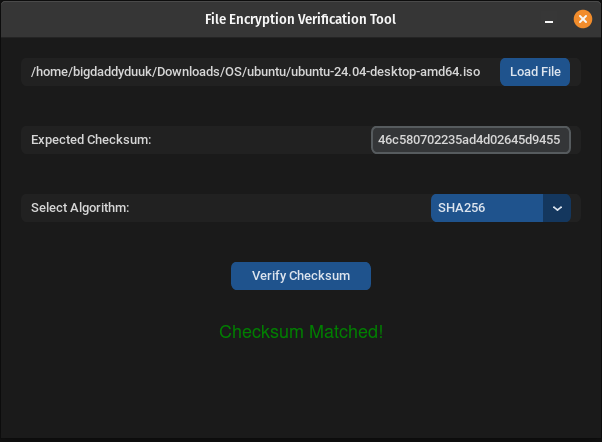 File Encryption Verification Tool
/home/bigdaddyduuk/Downloads/OS/ubuntu/ubuntu-24.04-desktop-amd64.iso
Load File
Expected Checksum:
46c580702235ad4d02645d9455
Select Algorithm:
SHA256
Verify Checksum
Checksum Matched!